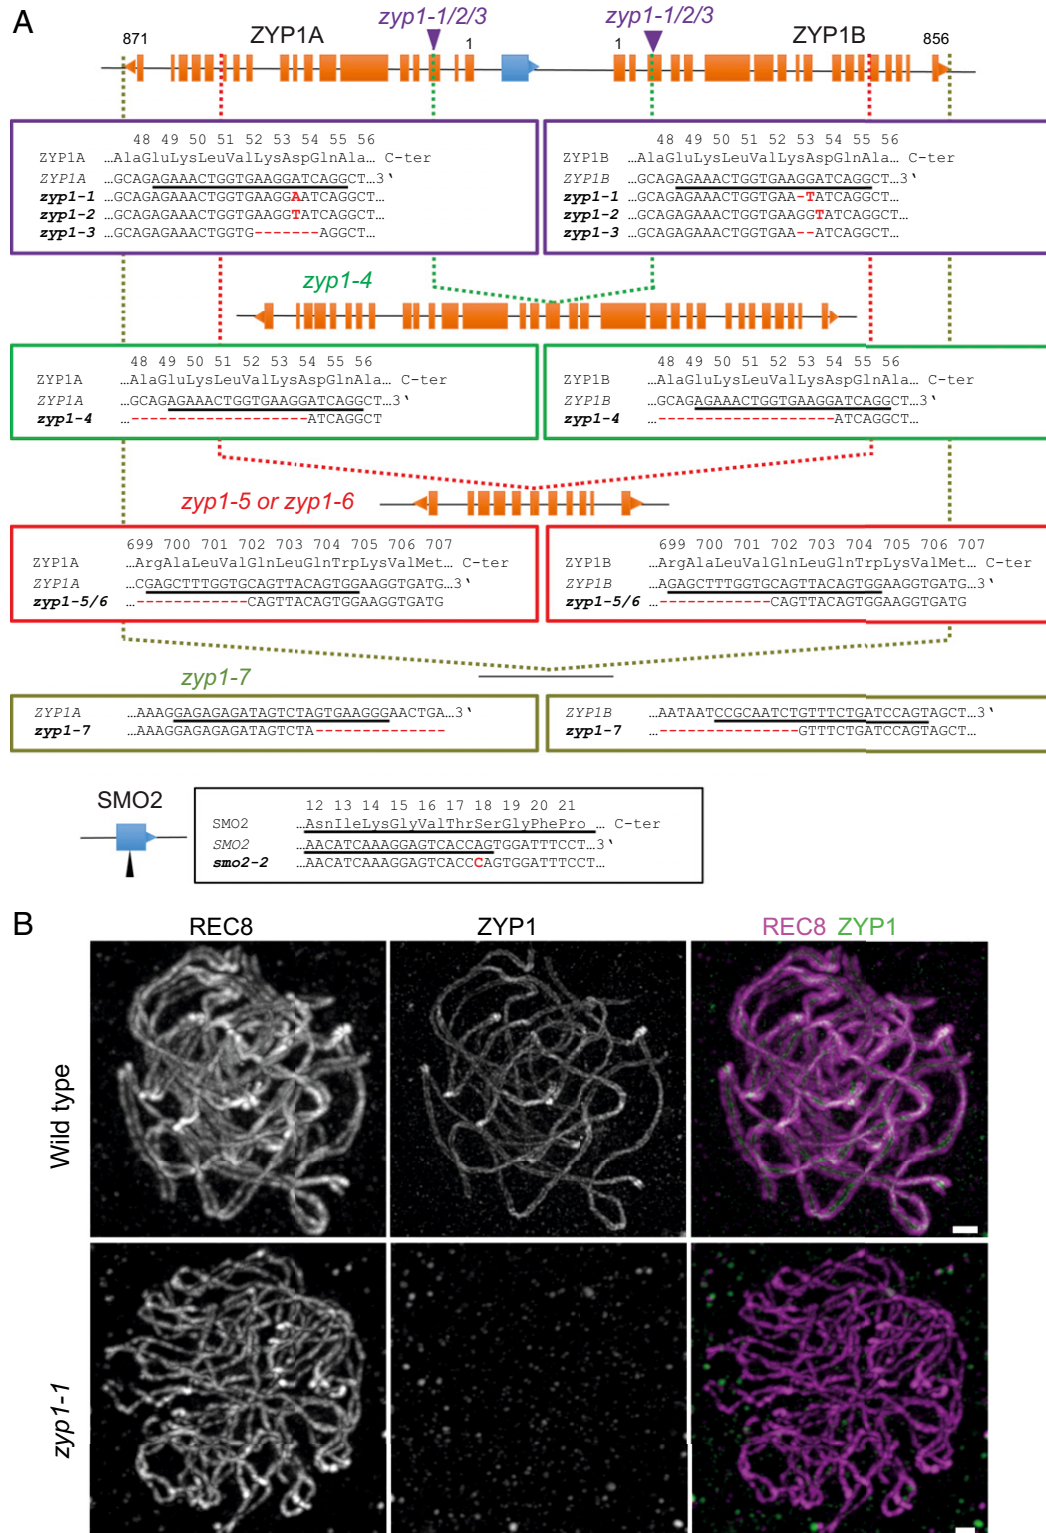 A
zyp1-1/2/3 zyp1-1/2/3
871 ZYP1A 1 1 ZYP1B 856
48 49 50 51 52 53 54 55 56
ZYP1A …AlaGluLysLeuValLysAspGlnAla… C-ter
ZYP1A …GCAGAGAAACTGGTGAAGGATCAGGCT…3‛
zyp1-1 …GCAGAGAAACTGGTGAAGGAATCAGGCT…
zyp1-2 …GCAGAGAAACTGGTGAAGGTATCAGGCT…
zyp1-3 …GCAGAGAAACTGGTG-------AGGCT…
48 49 50 51 52 53 54 55 56
ZYP1B …AlaGluLysLeuValLysAspGlnAla… C-ter
ZYP1B …GCAGAGAAACTGGTGAAGGATCAGGCT…3‛
zyp1-1 …GCAGAGAAACTGGTGAA-TATCAGGCT…
zyp1-2 …GCAGAGAAACTGGTGAAGGTATCAGGCT…
zyp1-3 …GCAGAGAAACTGGTGAA--ATCAGGCT…
zyp1-4
48 49 50 51 52 53 54 55 56
ZYP1A …AlaGluLysLeuValLysAspGlnAla… C-ter
ZYP1A …GCAGAGAAACTGGTGAAGGATCAGGCT…3‛
zyp1-4 …-------------------ATCAGGCT
48 49 50 51 52 53 54 55 56
ZYP1B …AlaGluLysLeuValLysAspGlnAla… C-ter
ZYP1B …GCAGAGAAACTGGTGAAGGATCAGGCT…3‛
zyp1-4 …-------------------ATCAGGCT…
zyp1-5 or zyp1-6
699 700 701 702 703 704 705 706 707
ZYP1A …ArgAlaLeuValGlnLeuGlnTrpLysValMet… C-ter
ZYP1A …CGAGCTTTGGTGCAGTTACAGTGGAAGGTGATG…3‛
zyp1-5/6 …------------CAGTTACAGTGGAAGGTGATG
699 700 701 702 703 704 705 706 707
ZYP1B …ArgAlaLeuValGlnLeuGlnTrpLysValMet… C-ter
ZYP1B …AGAGCTTTGGTGCAGTTACAGTGGAAGGTGATG…3‛
zyp1-5/6 …------------CAGTTACAGTGGAAGGTGATG
zyp1-7
ZYP1A …AAAGGAGAGAGATAGTCTAGTGAAGGGAACTGA…3‛
zyp1-7 …AAAGGAGAGAGATAGTCTA--------------…
ZYP1B …AATAATCCGCAATCTGTTTCTGATCCAGTAGCT…3‛
zyp1-7 …---------------GTTTCTGATCCAGTAGCT…
SMO2
12 13 14 15 16 17 18 19 20 21
SMO2 …AsnIleLysGlyValThrSerGlyPhePro … C-ter
SMO2 …AACATCAAAGGAGTCACCAGTGGATTTCCT…3‛
smo2-2 …AACATCAAAGGAGTCACCCAGTGGATTTCCT…
B
REC8 ZYP1 REC8 ZYP1
Wild type
zyp1-1